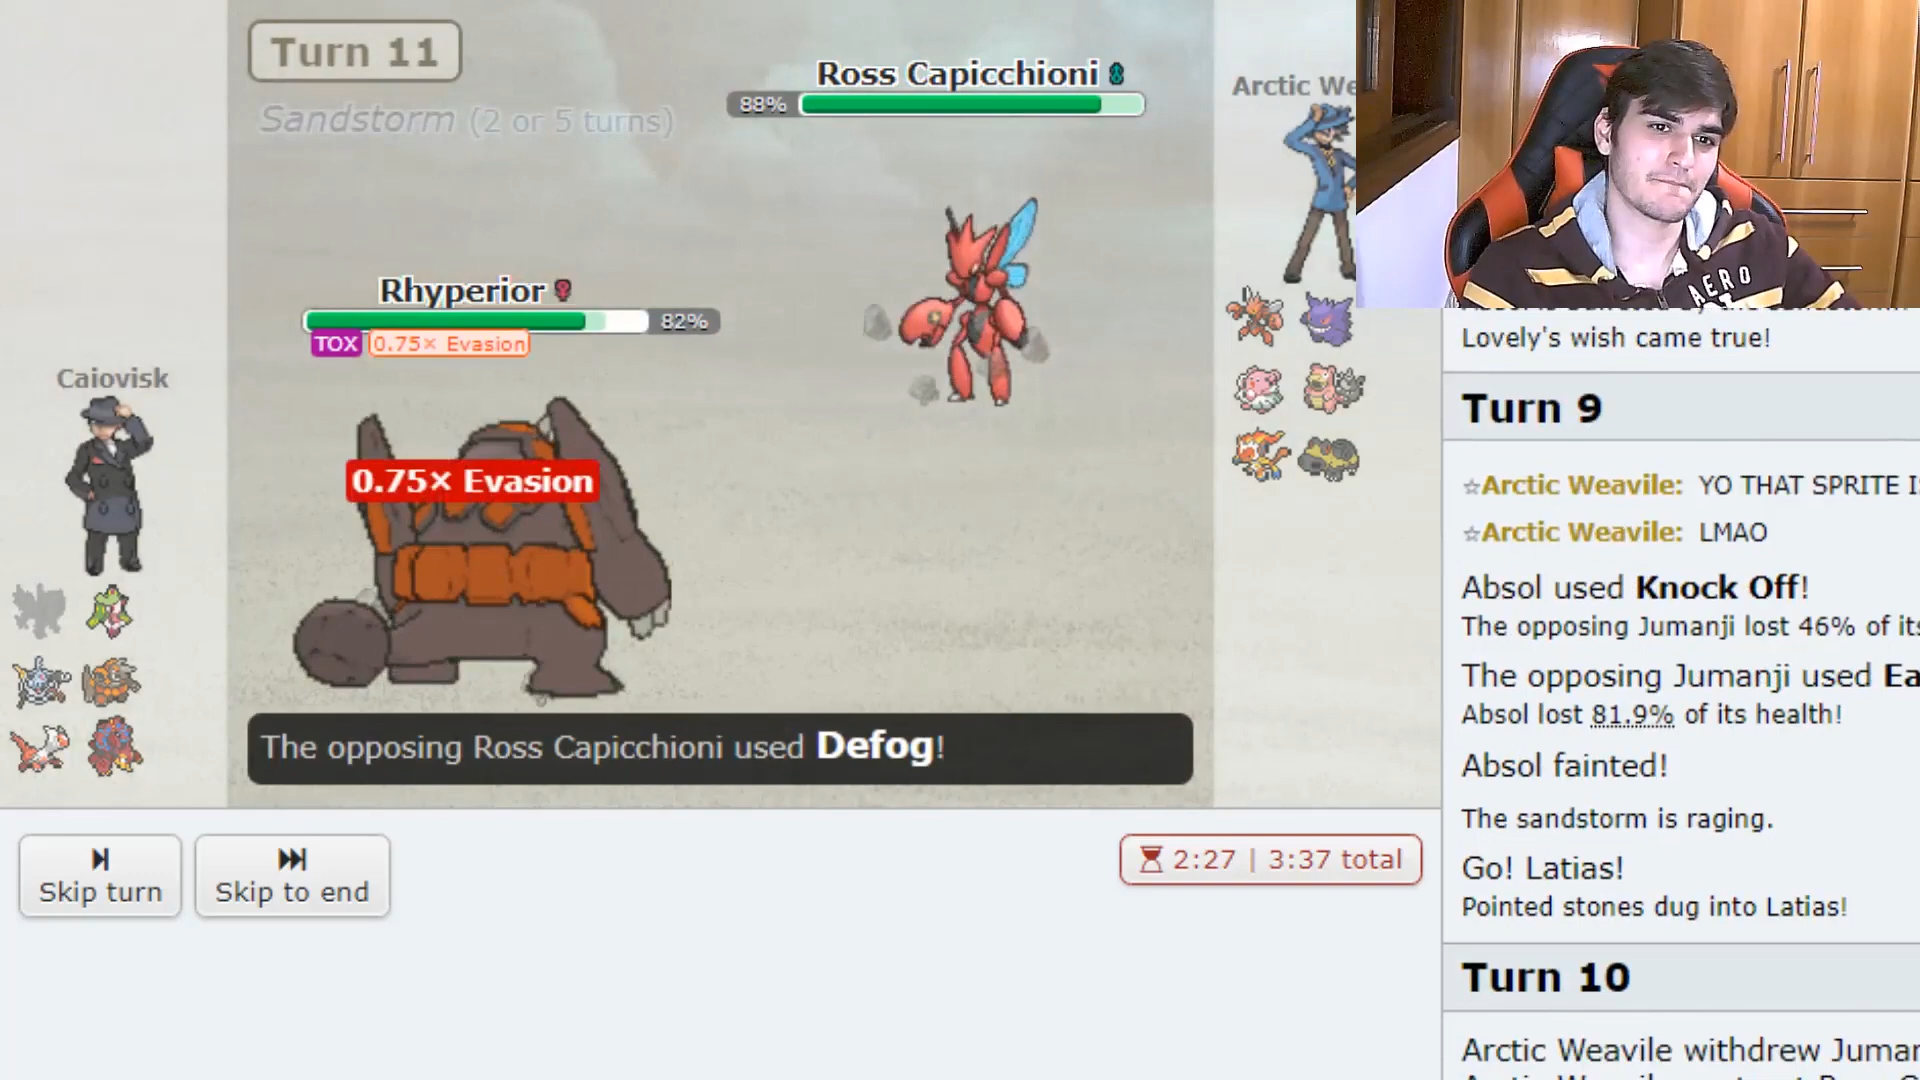 Turn 11
Sandstorm (2 or 5 turns)
Ross Capicchioni
88%
Arctic We
Rhyperior
82%
TOX 0.75× Evasion
0.75× Evasion
Caiovisk
The opposing Ross Capicchioni used Defog!
Skip turn
Skip to end
2:27 | 3:37 total
AERO
Lovely's wish came true!
Turn 9
☆Arctic Weavile: YO THAT SPRITE I
☆Arctic Weavile: LMAO
Absol used Knock Off!
The opposing Jumanji lost 46% of its
The opposing Jumanji used Ea
Absol lost 81.9% of its health!
Absol fainted!
The sandstorm is raging.
Go! Latias!
Pointed stones dug into Latias!
Turn 10
Arctic Weavile withdrew Juma